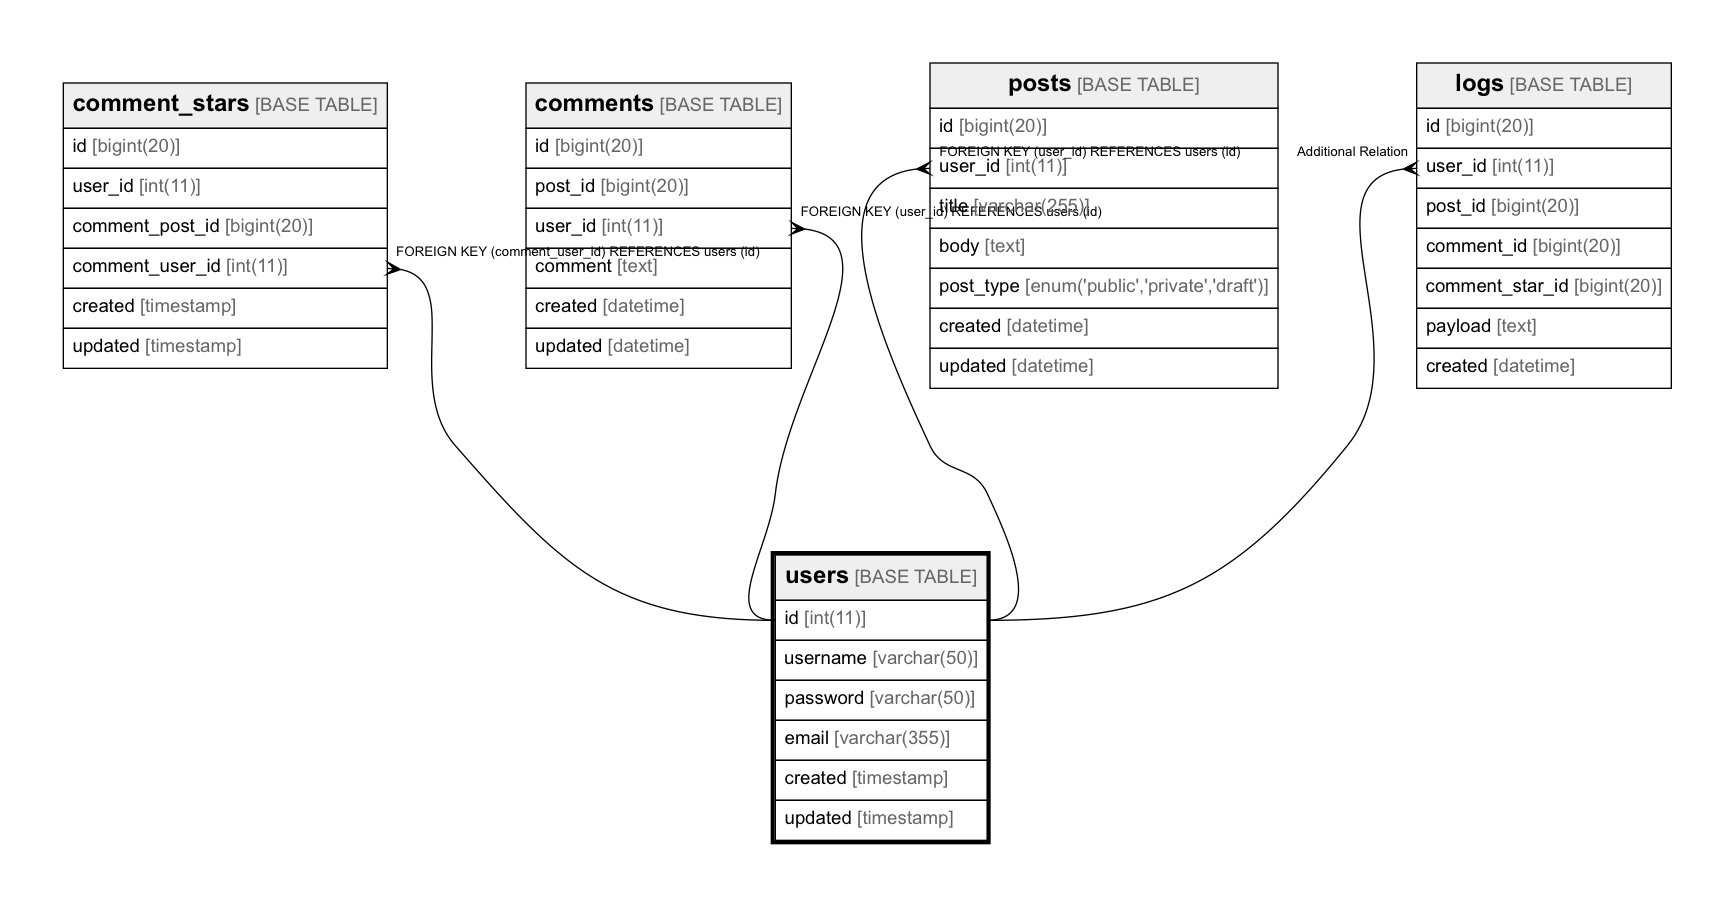 comment_stars [BASE TABLE]
id [bigint(20)]
user_id [int(11)]
comment_post_id [bigint(20)]
comment_user_id [int(11)]
created [timestamp]
updated [timestamp]
FOREIGN KEY (comment_user_id) REFERENCES users (id)
comments [BASE TABLE]
id [bigint(20)]
post_id [bigint(20)]
user_id [int(11)]
comment [text]
created [datetime]
updated [datetime]
FOREIGN KEY (user_id) REFERENCES users (id)
posts [BASE TABLE]
id [bigint(20)]
FOREIGN KEY (user_id) REFERENCES users (id)
user_id [int(11)]
title [varchar(255)]
body [text]
post_type [enum('public','private','draft')]
created [datetime]
updated [datetime]
Additional Relation
logs [BASE TABLE]
id [bigint(20)]
user_id [int(11)]
post_id [bigint(20)]
comment_id [bigint(20)]
comment_star_id [bigint(20)]
payload [text]
created [datetime]
users [BASE TABLE]
id [int(11)]
username [varchar(50)]
password [varchar(50)]
email [varchar(355)]
created [timestamp]
updated [timestamp]